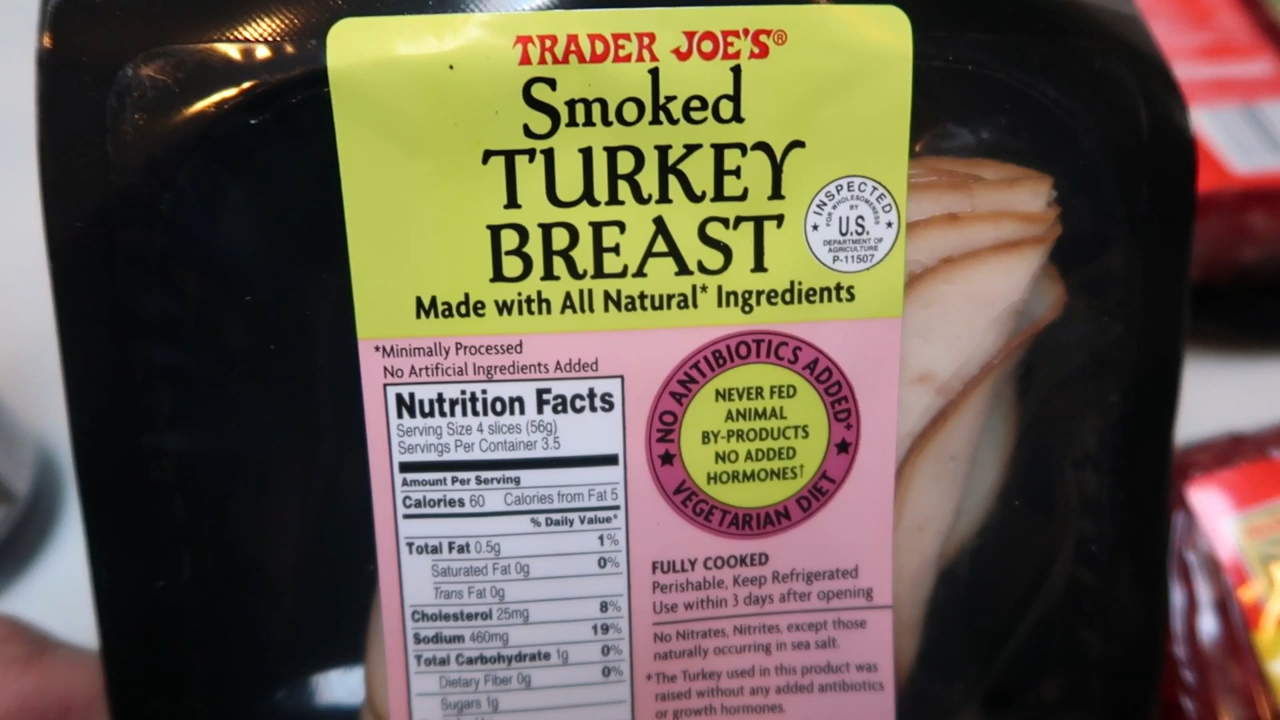 TRADER JOE'S®
Smoked
TURKEY
BREAST
INSPECTED
FOR WHOLESOMENESS
BY
U.S.
DEPARTMENT OF
AGRICULTURE
P-11507
Made with All Natural* Ingredients
*Minimally Processed
No Artificial Ingredients Added
Nutrition Facts
Serving Size 4 slices (56g)
Servings Per Container 3.5
Amount Per Serving
Calories 60 Calories from Fat 5
% Daily Value*
Total Fat 0.5g 1%
Saturated Fat 0g 0%
Trans Fat 0g
Cholesterol 25mg 8%
Sodium 460mg 19%
Total Carbohydrate 1g 0%
Dietary Fiber 0g 0%
Sugars 1g
NO ANTIBIOTICS ADDED+
NEVER FED
ANIMAL
BY-PRODUCTS
NO ADDED
HORMONES†
VEGETARIAN DIET
FULLY COOKED
Perishable, Keep Refrigerated
Use within 3 days after opening
No Nitrates, Nitrites, except those
naturally occurring in sea salt.
+The Turkey used in this product was
raised without any added antibiotics
or growth hormones.